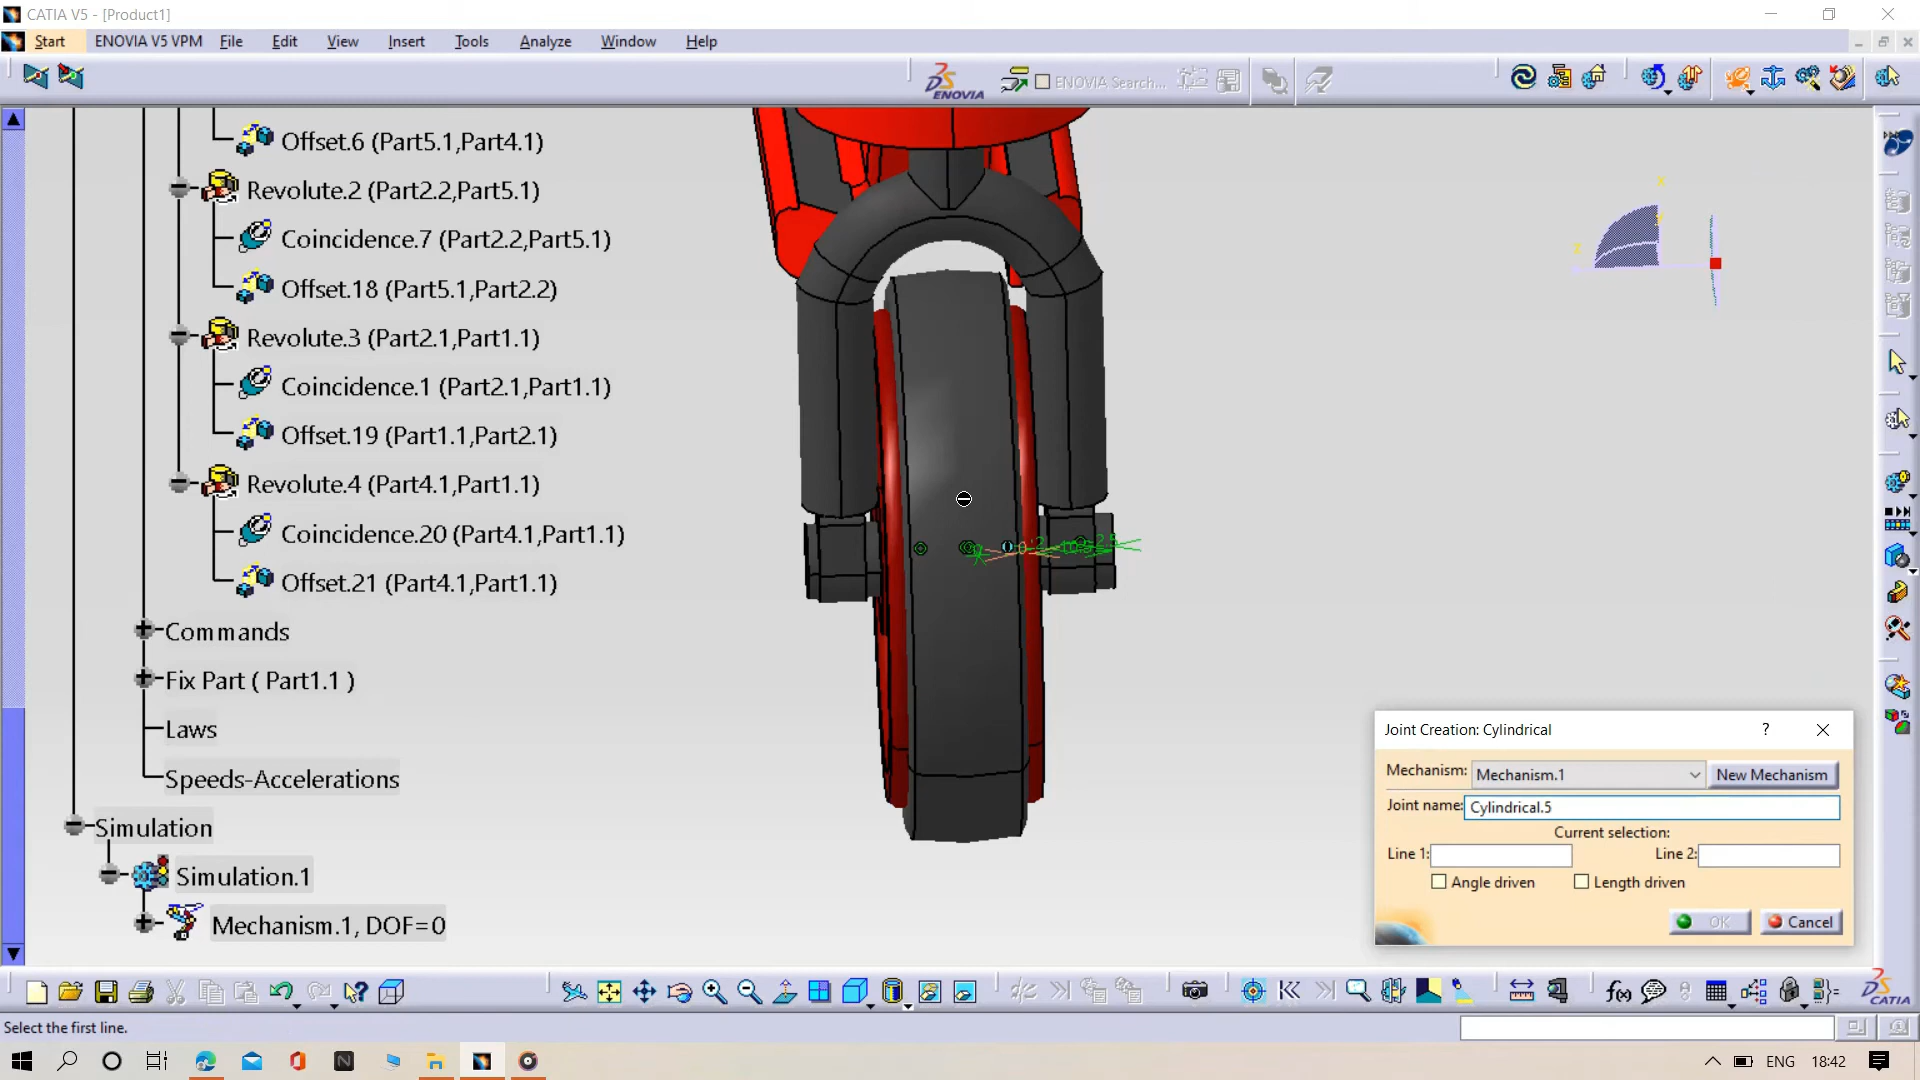 CATIA V5 - [Product1]
Start ENOVIA V5 VPM File Edit View Insert Tools Analyze Window Help
ENOVIA
ENOVIA Search...
Offset.6 (Part5.1,Part4.1)
Revolute.2 (Part2.2,Part5.1)
Coincidence.7 (Part2.2,Part5.1)
Offset.18 (Part5.1,Part2.2)
Revolute.3 (Part2.1,Part1.1)
Coincidence.1 (Part2.1,Part1.1)
Offset.19 (Part1.1,Part2.1)
Revolute.4 (Part4.1,Part1.1)
Coincidence.20 (Part4.1,Part1.1)
Offset.21 (Part4.1,Part1.1)
Commands
Fix Part ( Part1.1 )
Laws
Speeds-Accelerations
Simulation
Simulation.1
Mechanism.1, DOF=0
Joint Creation: Cylindrical
? 
Mechanism: Mechanism.1 New Mechanism
Joint name: Cylindrical.5
Current selection:
Line 1: Line 2:
Angle driven Length driven
OK Cancel
f(x)
CATIA
Select the first line.
ENG 18:42